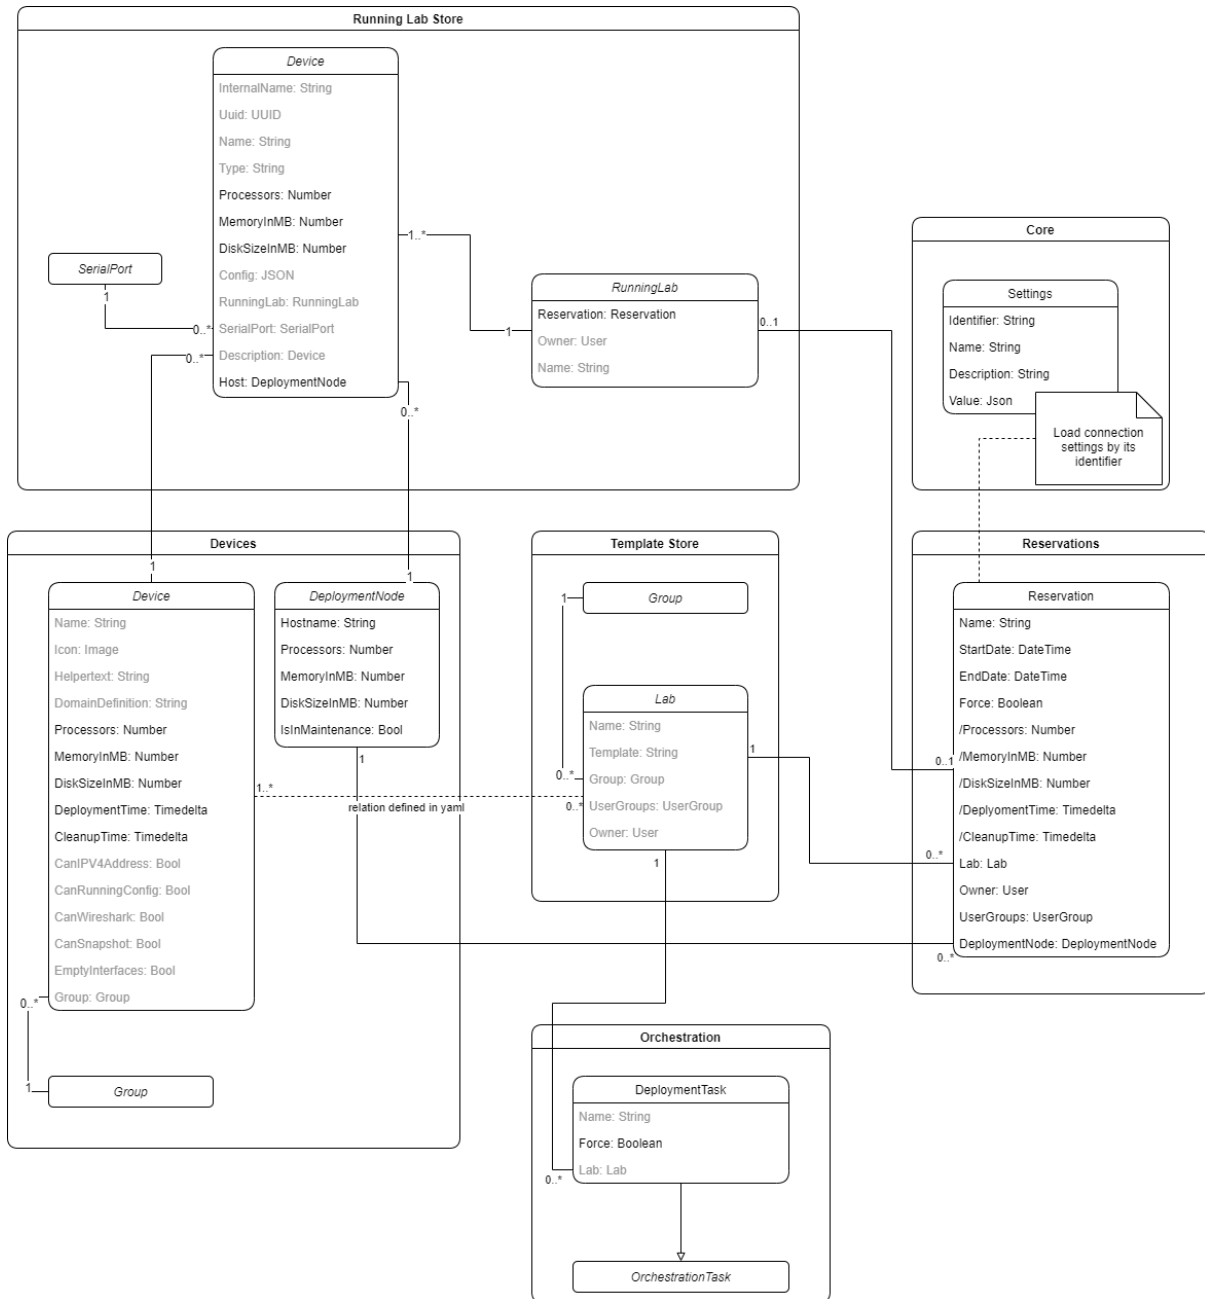 Running Lab Store
Device
InternalName: String
Uuid: UUID
Name: String
Type: String
Processors: Number
MemoryInMB: Number
DiskSizeInMB: Number
Config: JSON
RunningLab: RunningLab
SerialPort: SerialPort
Description: Device
Host: DeploymentNode
SerialPort
1
0..*
0..*
0..*
1..*
1
RunningLab
Reservation: Reservation
Owner: User
Name: String
0..1
Core
Settings
Identifier: String
Name: String
Description: String
Value: Json
Load connection
settings by its
identifier
Devices
1
1
Device
Name: String
Icon: Image
Helpertext: String
DomainDefinition: String
Processors: Number
MemoryInMB: Number
DiskSizeInMB: Number
DeploymentTime: Timedelta
CleanupTime: Timedelta
CanIPV4Address: Bool
CanRunningConfig: Bool
CanWireshark: Bool
CanSnapshot: Bool
EmptyInterfaces: Bool
Group: Group
0..*
1
Group
DeploymentNode
Hostname: String
Processors: Number
MemoryInMB: Number
DiskSizeInMB: Number
IsInMaintenance: Bool
1
1..*
relation defined in yaml
0..*
Template Store
1
Group
Lab
Name: String
Template: String
Group: Group
UserGroups: UserGroup
Owner: User
0..*
1
1
Reservations
Reservation
Name: String
StartDate: DateTime
EndDate: DateTime
Force: Boolean
/Processors: Number
/MemoryInMB: Number
/DiskSizeInMB: Number
/DeplyomentTime: Timedelta
/CleanupTime: Timedelta
Lab: Lab
Owner: User
UserGroups: UserGroup
DeploymentNode: DeploymentNode
0..1
0..*
0..*
Orchestration
DeploymentTask
Name: String
Force: Boolean
Lab: Lab
0..*
OrchestrationTask